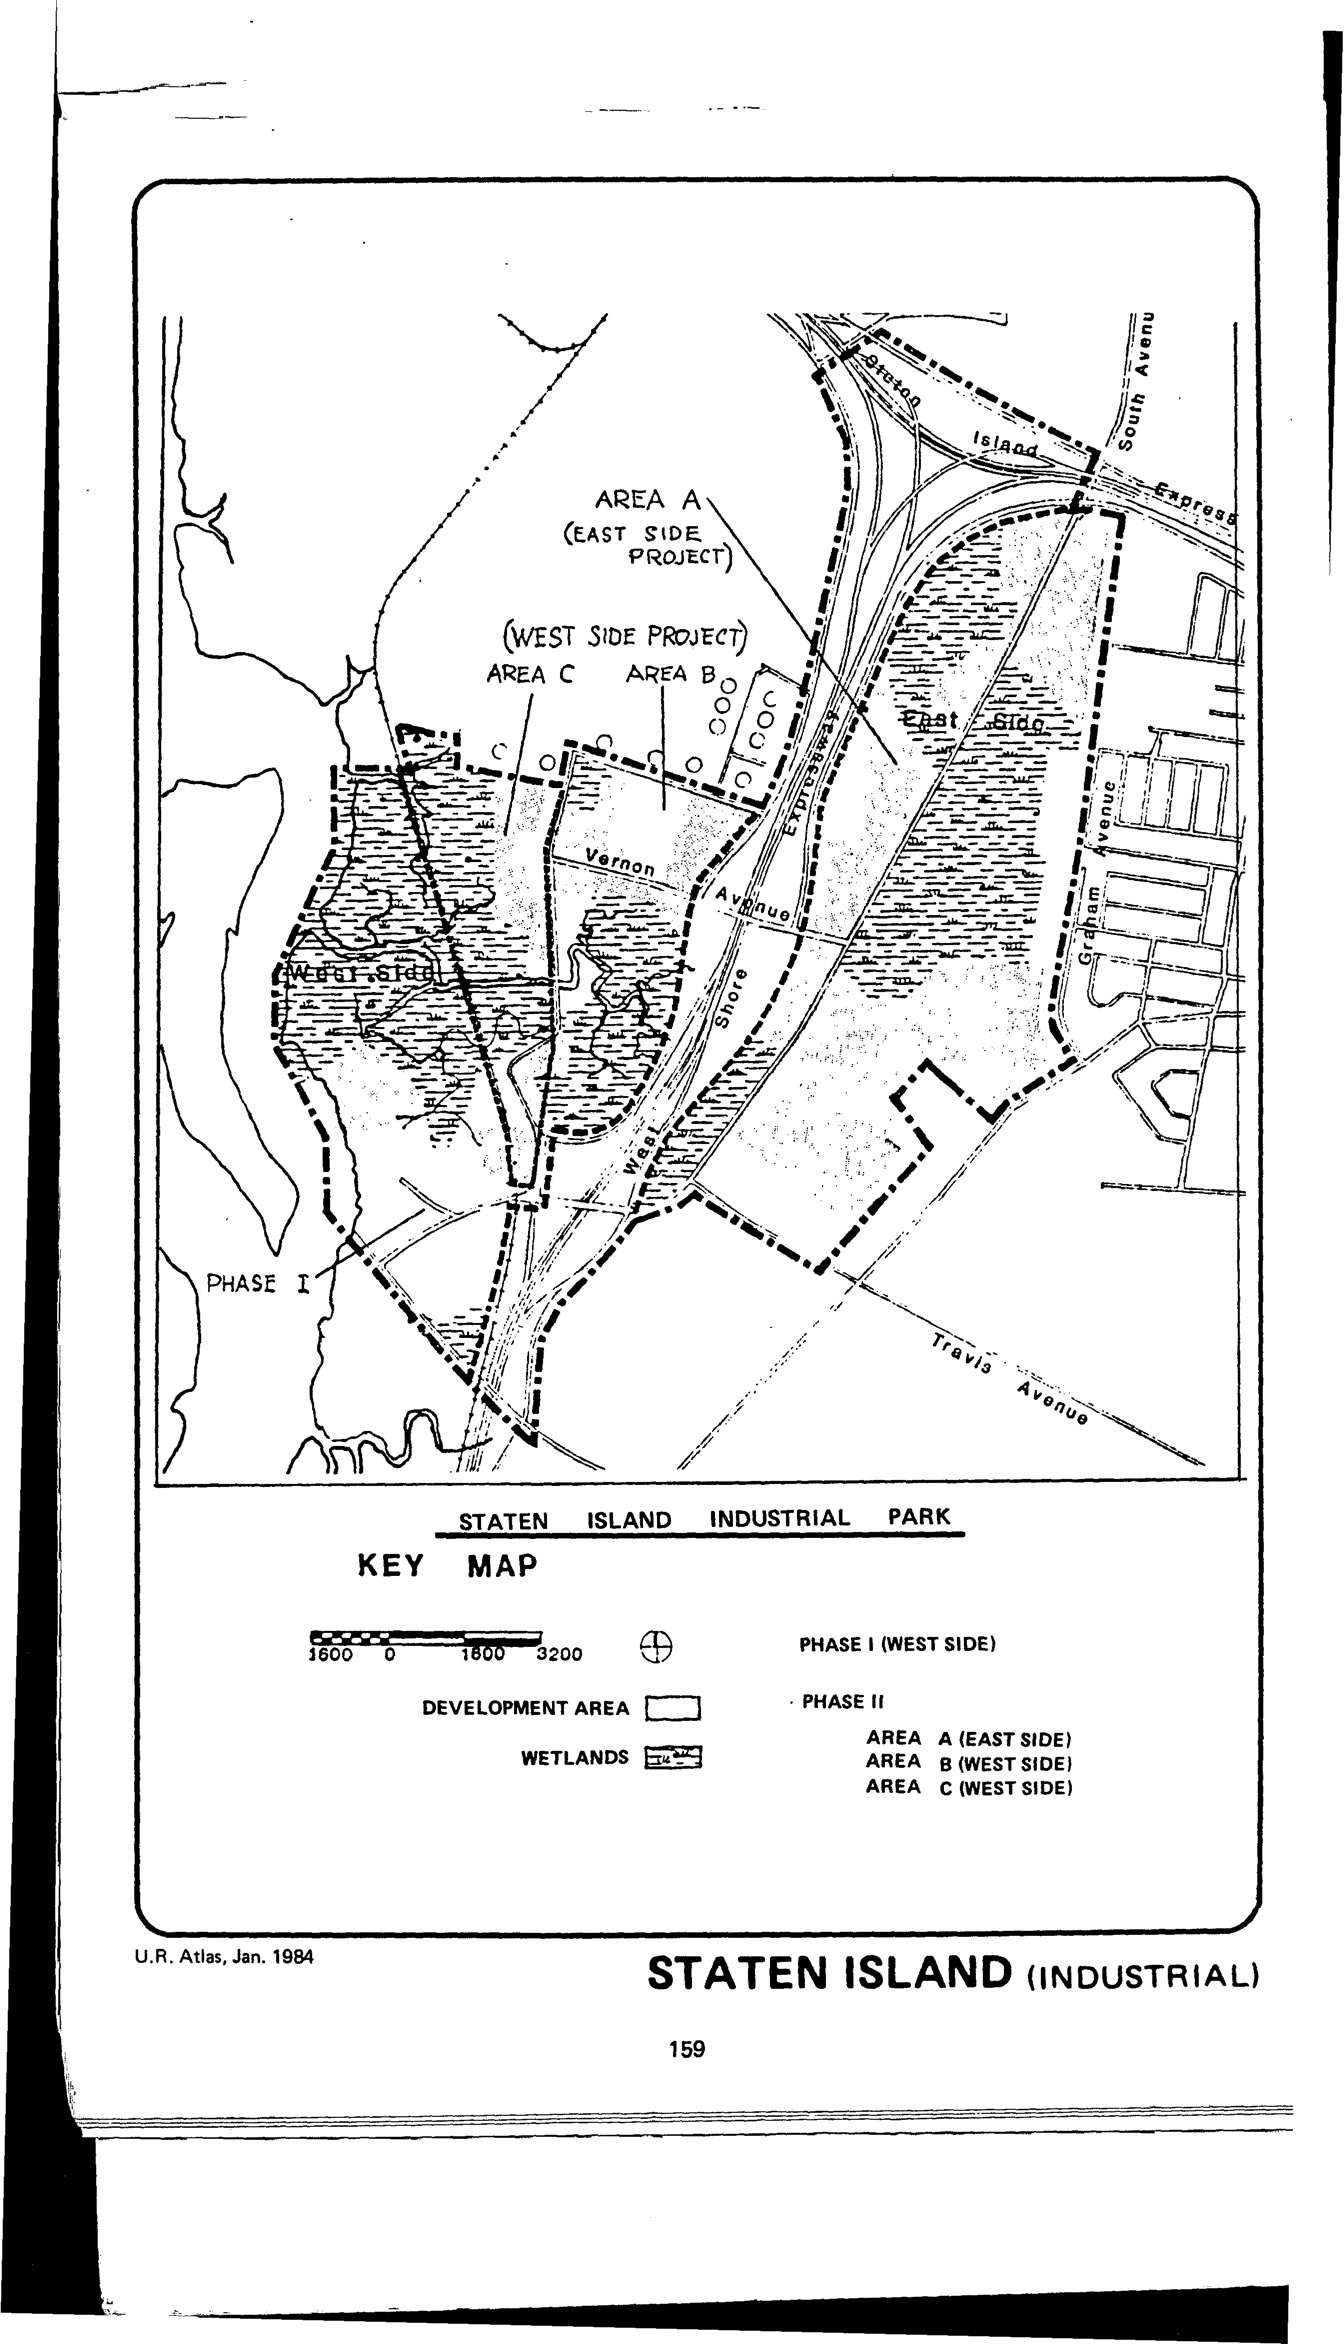 South Avenu
Staten
Island
Express
AREA A
(EAST SIDE
PROJECT)
(WEST SIDE PROJECT)
AREA C
AREA B
East Side
Expressway
Avenue
Graham
Vernon
Avenue
West Side
Shore
West
PHASE I
Travis Avenue
STATEN ISLAND INDUSTRIAL PARK
KEY MAP
1600 0 1600 3200
PHASE I (WEST SIDE)
DEVELOPMENT AREA
PHASE II
WETLANDS
AREA A (EAST SIDE)
AREA B (WEST SIDE)
AREA C (WEST SIDE)
U.R. Atlas, Jan. 1984
STATEN ISLAND (INDUSTRIAL)
159